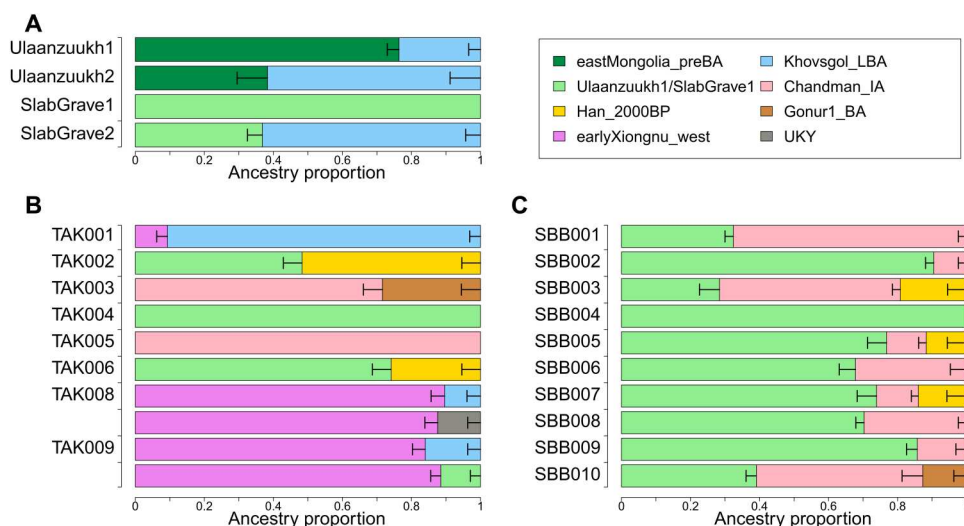 A
Ulaanzuukh1
Ulaanzuukh2
SlabGrave1
SlabGrave2
0 0.2 0.4 0.6 0.8 1
Ancestry proportion
eastMongolia_preBA
Ulaanzuukh1/SlabGrave1
Han_2000BP
earlyXiongnu_west
Khovsgol_LBA
Chandman_IA
Gonur1_BA
UKY
B
TAK001
TAK002
TAK003
TAK004
TAK005
TAK006
TAK008
TAK009
0 0.2 0.4 0.6 0.8 1
Ancestry proportion
C
SBB001
SBB002
SBB003
SBB004
SBB005
SBB006
SBB007
SBB008
SBB009
SBB010
0 0.2 0.4 0.6 0.8
Ancestry proportion